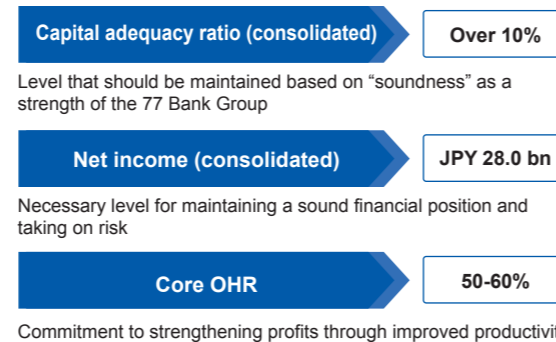 Capital adequacy ratio (consolidated)
Over 10%
Level that should be maintained based on “soundness” as a
strength of the 77 Bank Group
Net income (consolidated)
JPY 28.0 bn
Necessary level for maintaining a sound financial position and
taking on risk
Core OHR
50-60%
Commitment to strengthening profits through improved